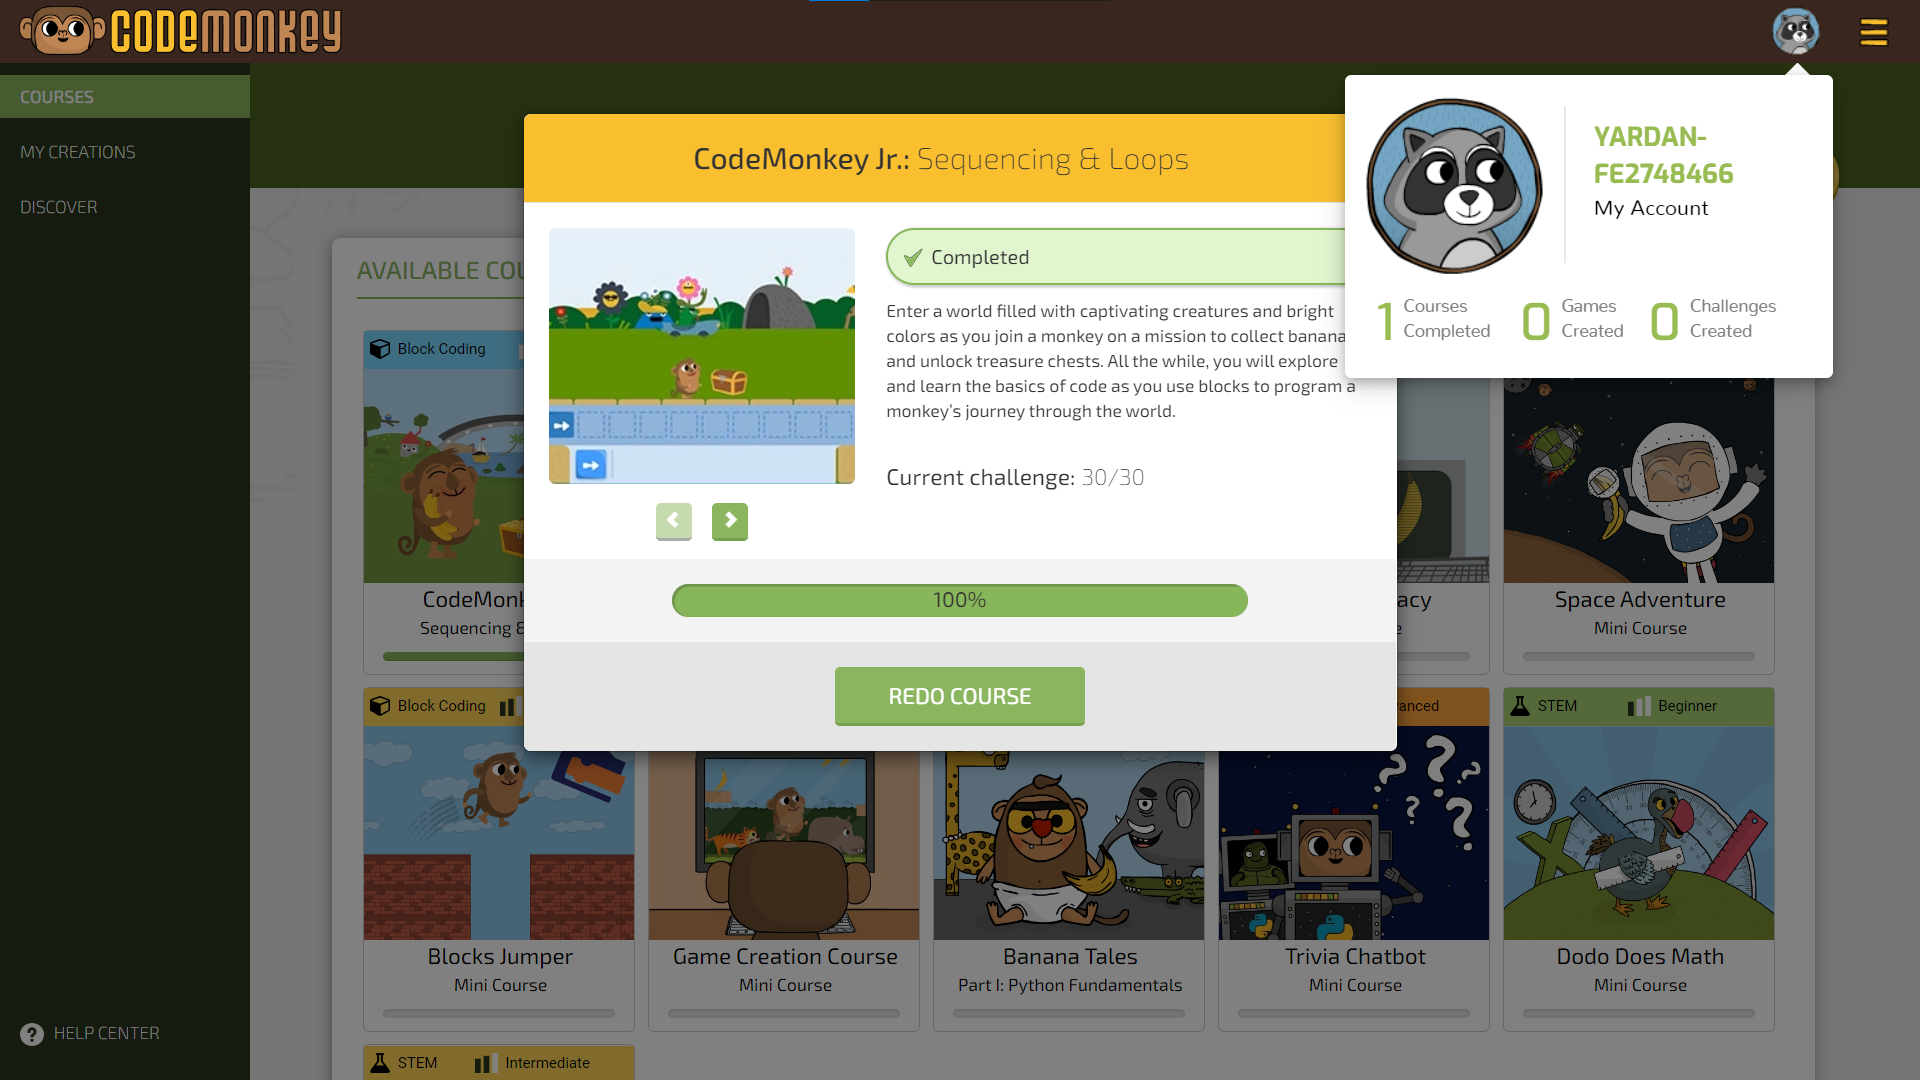 CODEMONKEY
COURSES
MY CREATIONS
DISCOVER
HELP CENTER
YARDAN-
FE2748466
My Account
1 Courses Completed
0 Games Created
0 Challenges Created
CodeMonkey Jr.: Sequencing & Loops
Completed
Enter a world filled with captivating creatures and bright
colors as you join a monkey on a mission to collect banana
and unlock treasure chests. All the while, you will explore
and learn the basics of code as you use blocks to program a
monkey's journey through the world.
Current challenge: 30/30
100%
REDO COURSE
AVAILABLE COU
Block Coding
CodeMonk
Sequencing &
acy
Space Adventure
Mini Course
Block Coding
Blocks Jumper
Mini Course
Game Creation Course
Mini Course
Banana Tales
Part I: Python Fundamentals
anced
Trivia Chatbot
Mini Course
STEM Beginner
Dodo Does Math
Mini Course
STEM Intermediate